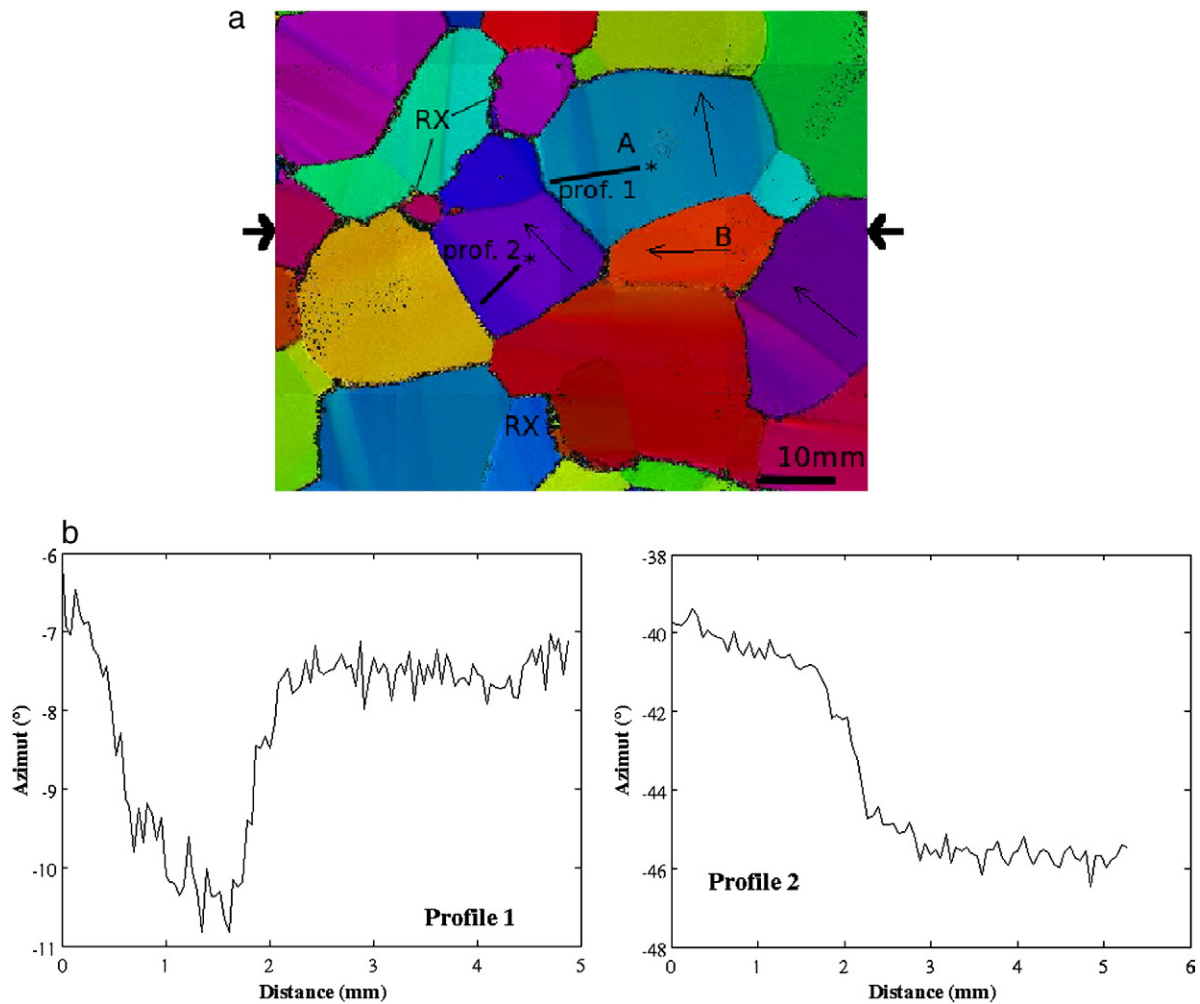 a
RX
A
*
prof. 1
prof. 2
*
B
RX
10mm
b
-6
-7
-8
-9
-10
-11
0
1
2
3
4
5
Azimut (°)
Distance (mm)
Profile 1
-38
-40
-42
-44
-46
-48
0
1
2
3
4
5
6
Azimut (°)
Distance (mm)
Profile 2